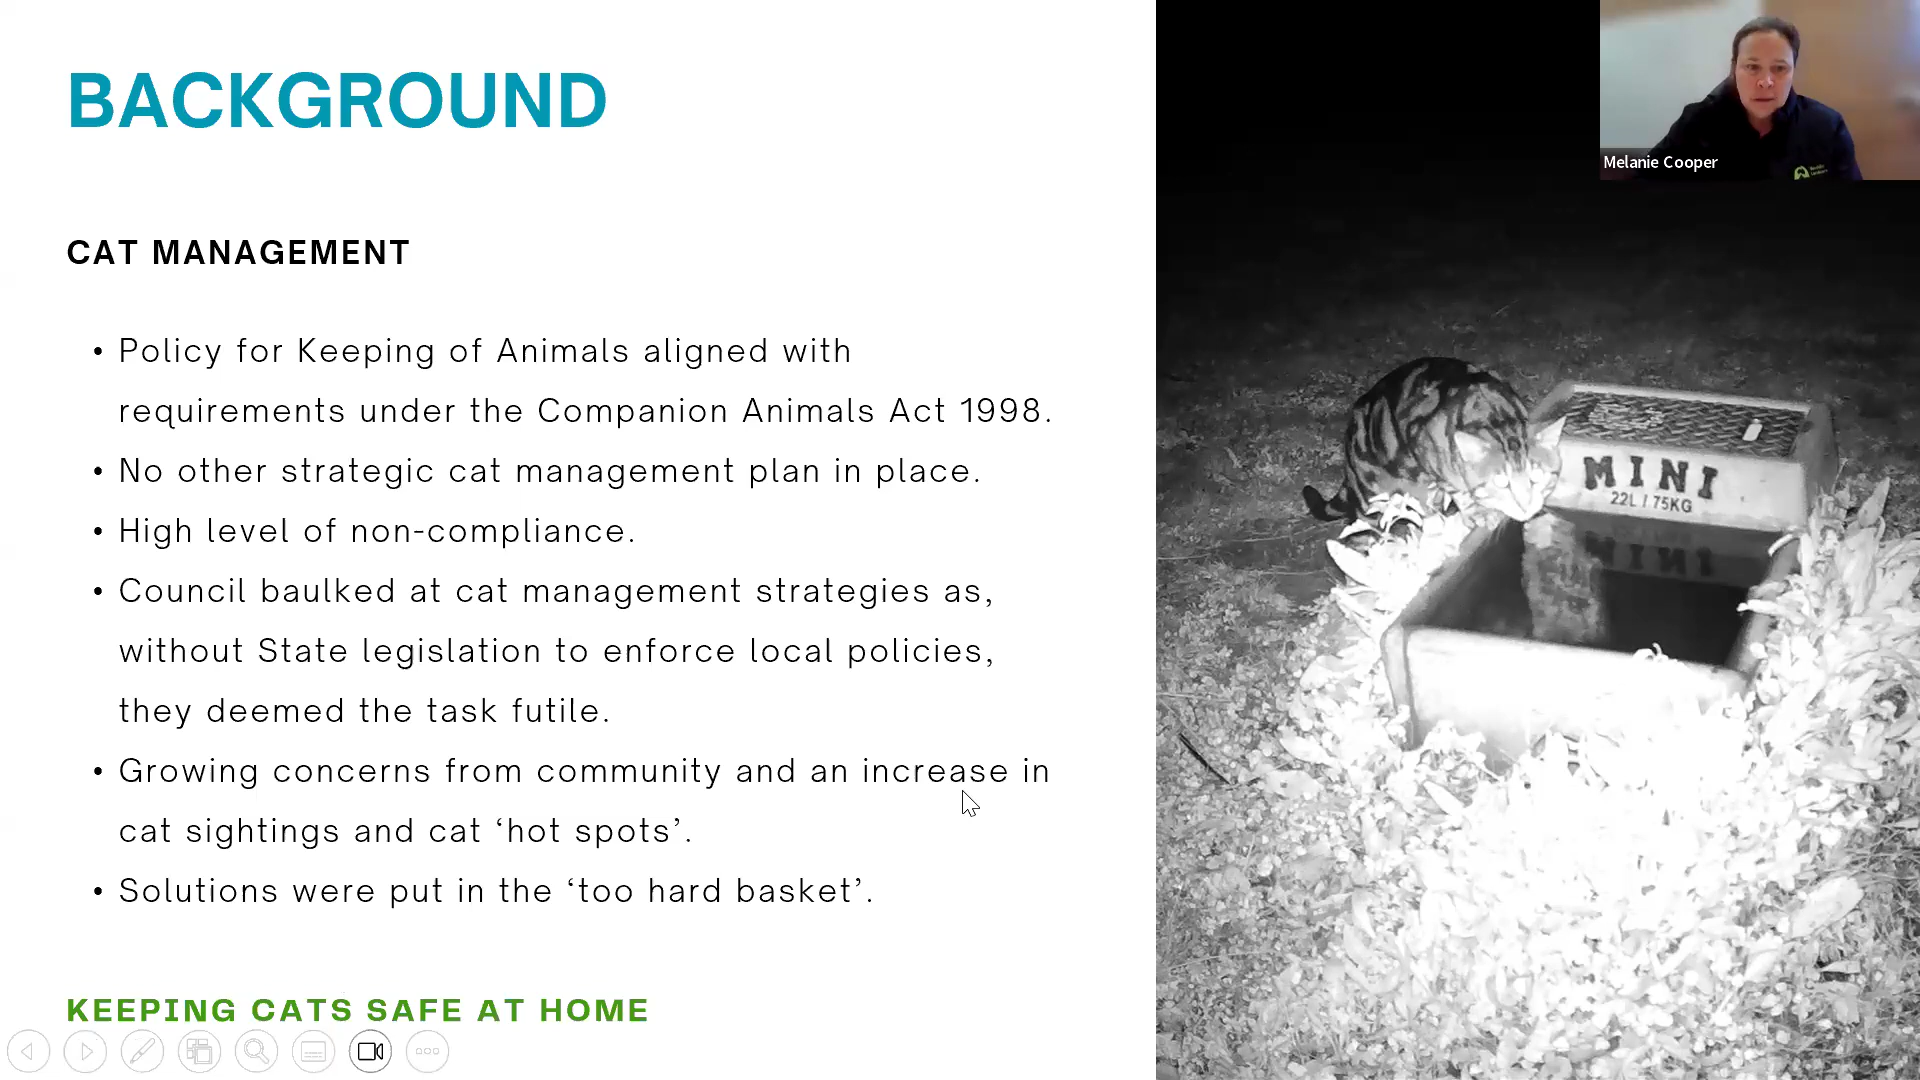 BACKGROUND
CAT MANAGEMENT
• Policy for Keeping of Animals aligned with
requirements under the Companion Animals Act 1998.
• No other strategic cat management plan in place.
• High level of non-compliance.
• Council baulked at cat management strategies as,
without State legislation to enforce local policies,
they deemed the task futile.
• Growing concerns from community and an increase in
cat sightings and cat ‘hot spots’.
• Solutions were put in the ‘too hard basket’.
KEEPING CATS SAFE AT HOME
Melanie Cooper
MINI
22L / 75KG